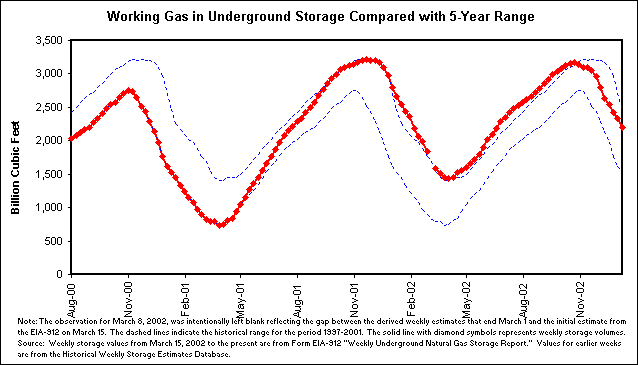 Working Gas in Underground Storage Compared with 5-Year Range
Billion Cubic Feet
3,500
3,000
2,500
2,000
1,500
1,000
500
0
Aug-00
Nov-00
Feb-01
May-01
Aug-01
Nov-01
Feb-02
May-02
Aug-02
Nov-02
Note: The observation for March 8, 2002, was intentionally left blank reflecting the gap between the derived weekly estimates that end March 1 and the initial estimate from
the EIA-912 on March 15. The dashed lines indicate the historical range for the period 1997-2001. The solid line with diamond symbols represents weekly storage volumes.
Source: Weekly storage values from March 15, 2002 to the present are from Form EIA-912 "Weekly Underground Natural Gas Storage Report." Values for earlier weeks
are from the Historical Weekly Storage Estimates Database.